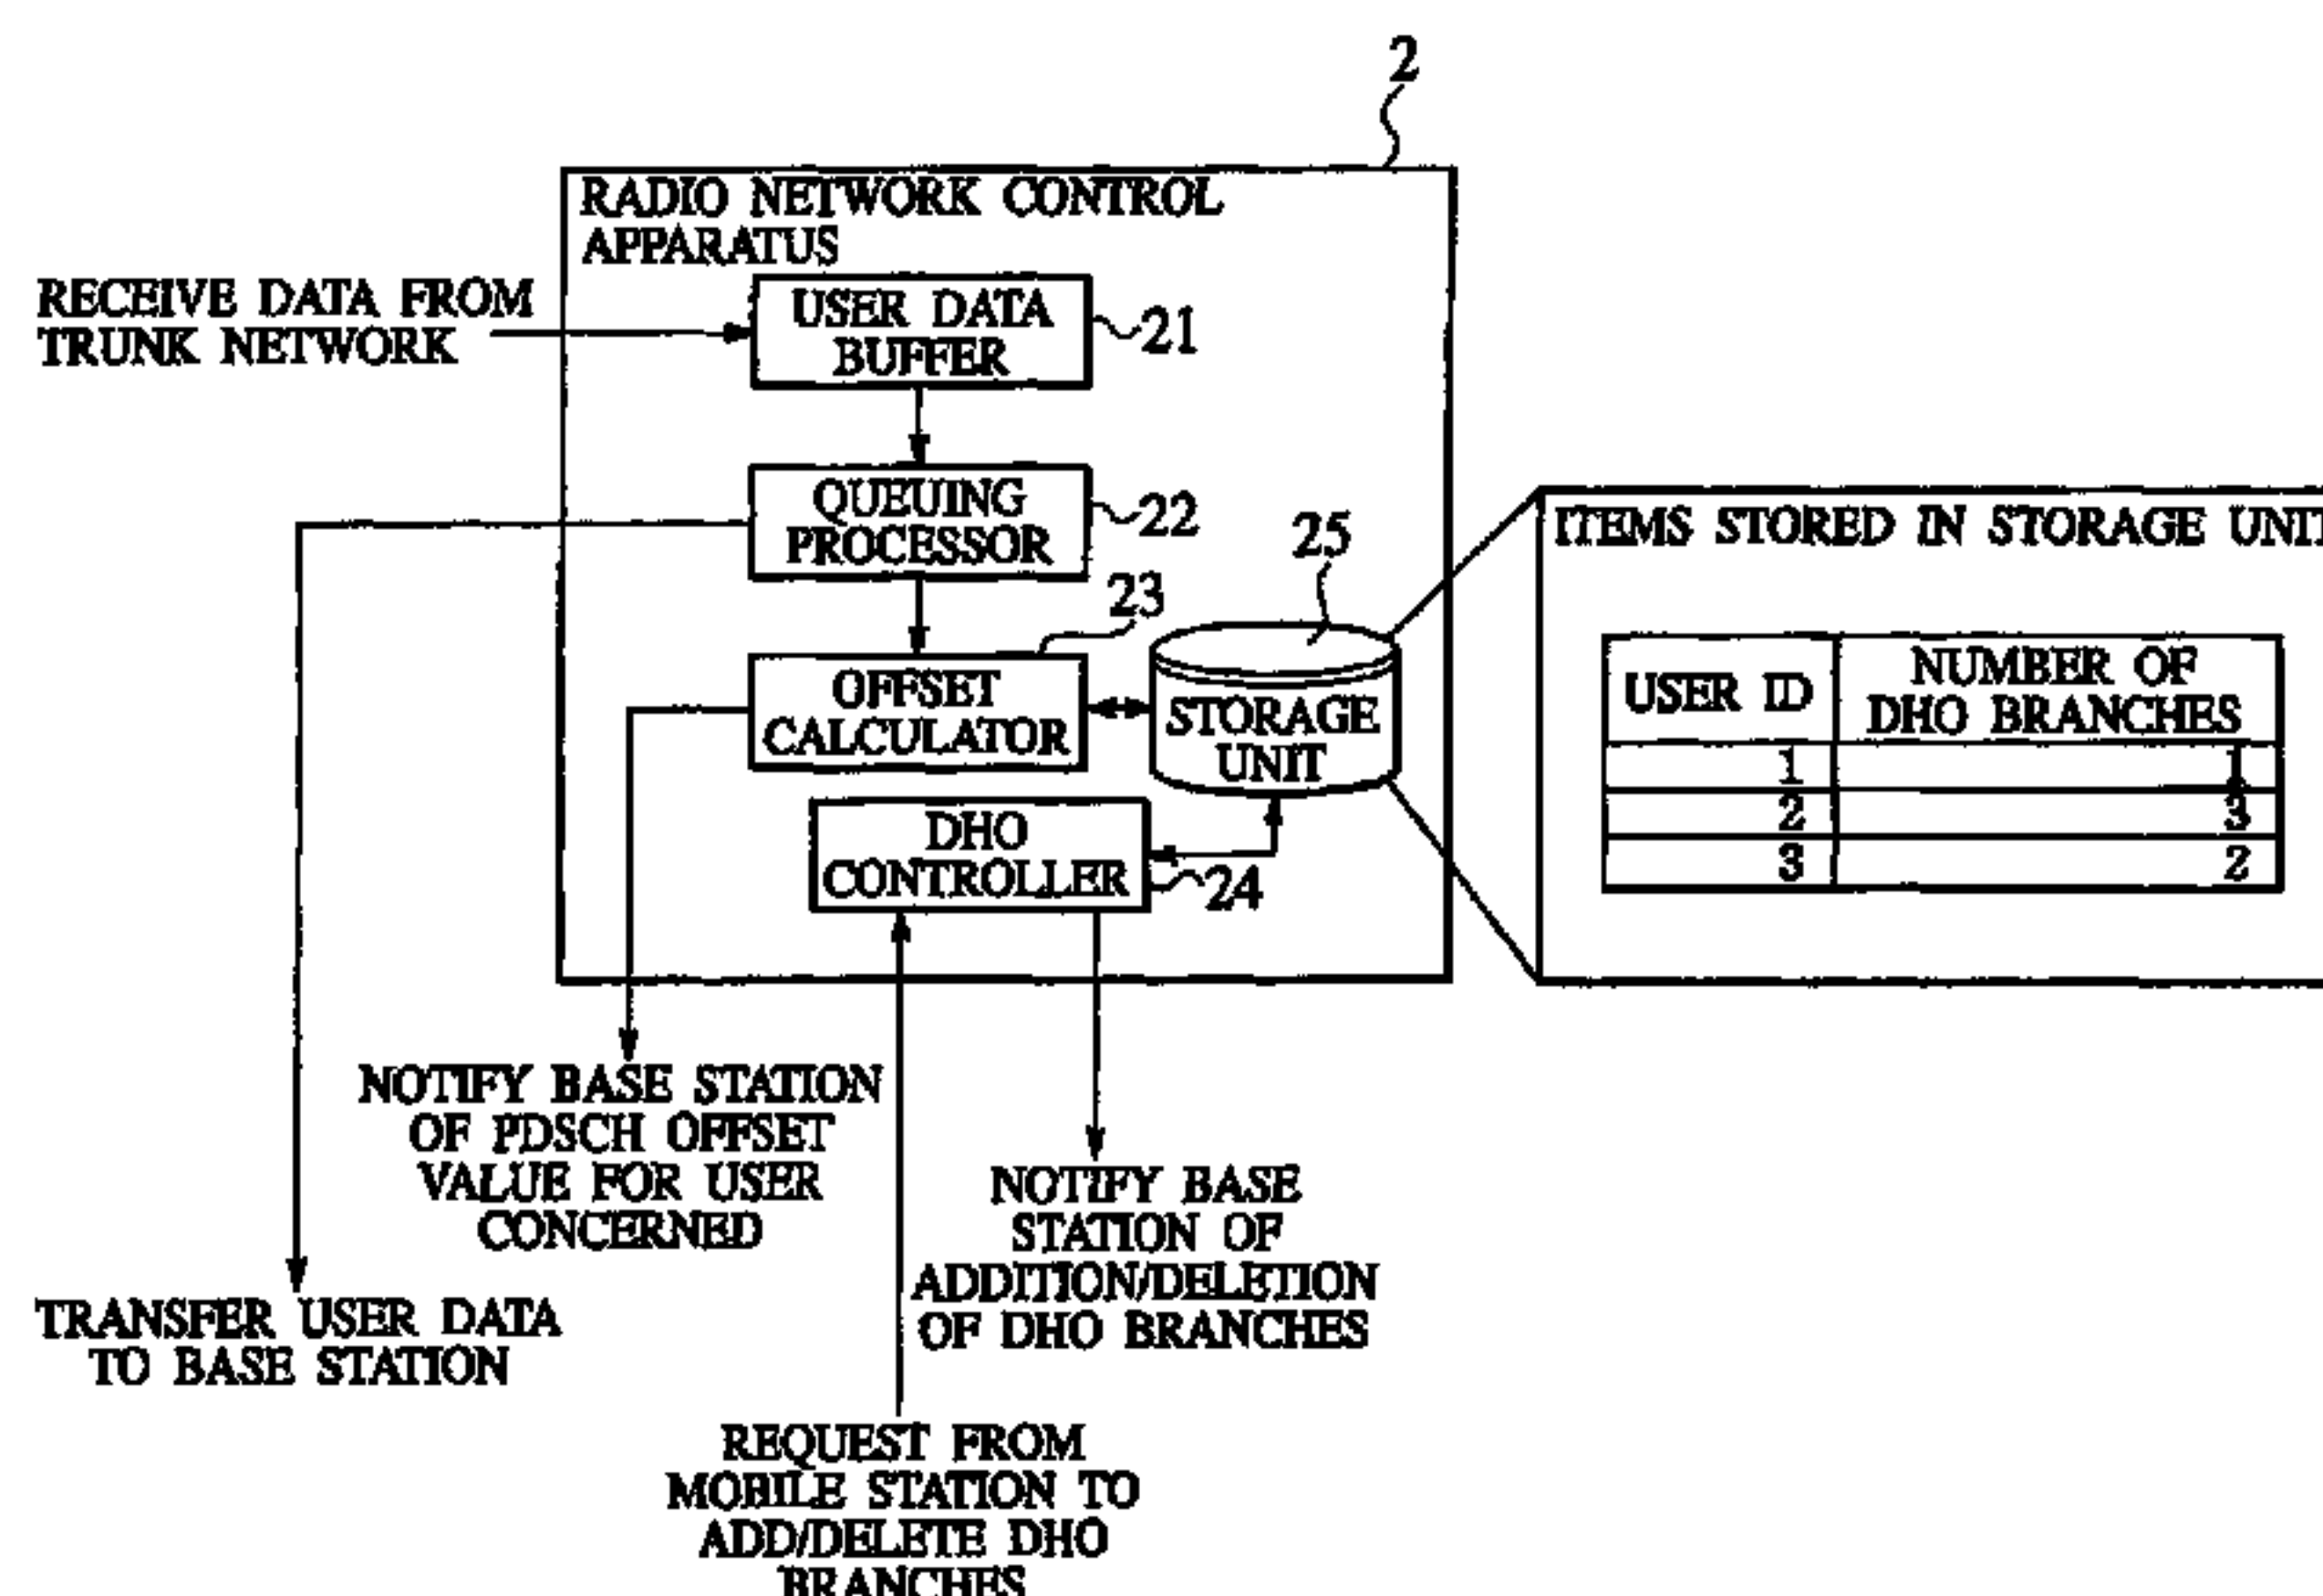 2
RADIO NETWORK CONTROL
APPARATUS
RECEIVE DATA FROM
TRUNK NETWORK
USER DATA
BUFFER
21
QUEUING
PROCESSOR
22
23
25
OFFSET
CALCULATOR
STORAGE
UNIT
DHO
CONTROLLER
24
ITEMS STORED IN STORAGE UNIT
USER ID
NUMBER OF
DHO BRANCHES
1 1
2 3
3 2
NOTIFY BASE STATION
OF PDSCH OFFSET
VALUE FOR USER
CONCERNED
NOTIFY BASE
STATION OF
ADDITION/DELETION
OF DHO BRANCHES
TRANSFER USER DATA
TO BASE STATION
REQUEST FROM
MOBILE STATION TO
ADD/DELETE DHO
BRANCHES